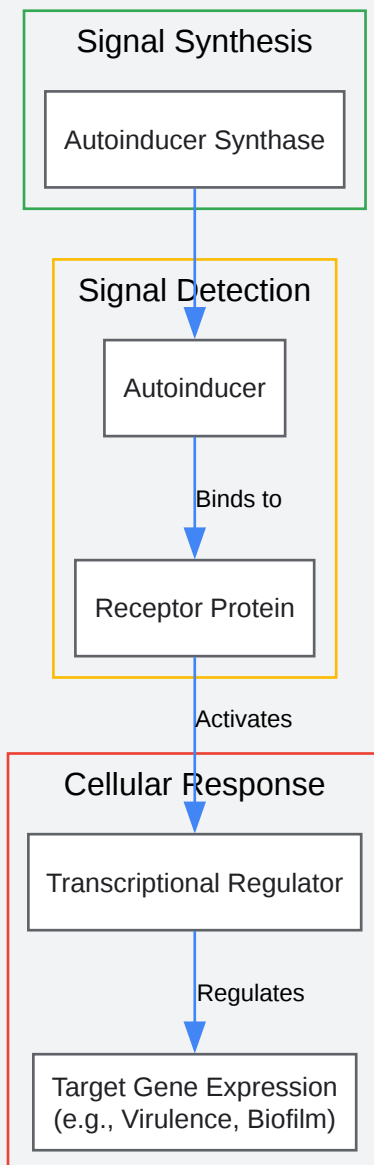 Signal Synthesis
Autoinducer Synthase
Signal Detection
Autoinducer
Binds to
Receptor Protein
Activates
Cellular Response
Transcriptional Regulator
Regulates
Target Gene Expression
(e.g., Virulence, Biofilm)